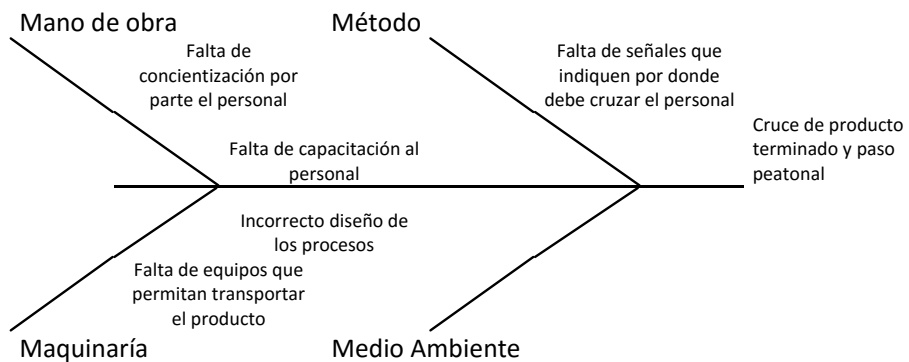 Mano de obra
Método
Falta de
concientización por
parte el personal
Falta de señales que
indiquen por donde
debe cruzar el personal
Cruce de producto
terminado y paso
peatonal
Falta de capacitación al
personal
Incorrecto diseño de
los procesos
Falta de equipos que
permitan transportar
el producto
Maquinaría
Medio Ambiente